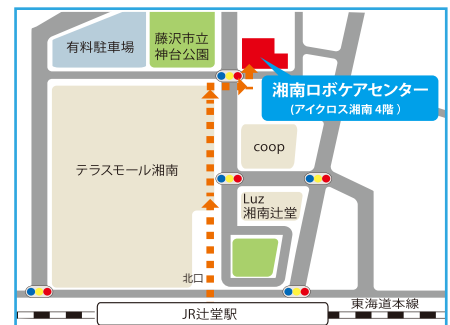 有料駐車場
藤沢市立
神台公園
湘南ロボケアセンター
(アイクロス湘南 4階 )
coop
テラスモール湘南
Luz
湘南辻堂
北口
東海道本線
JR辻堂駅